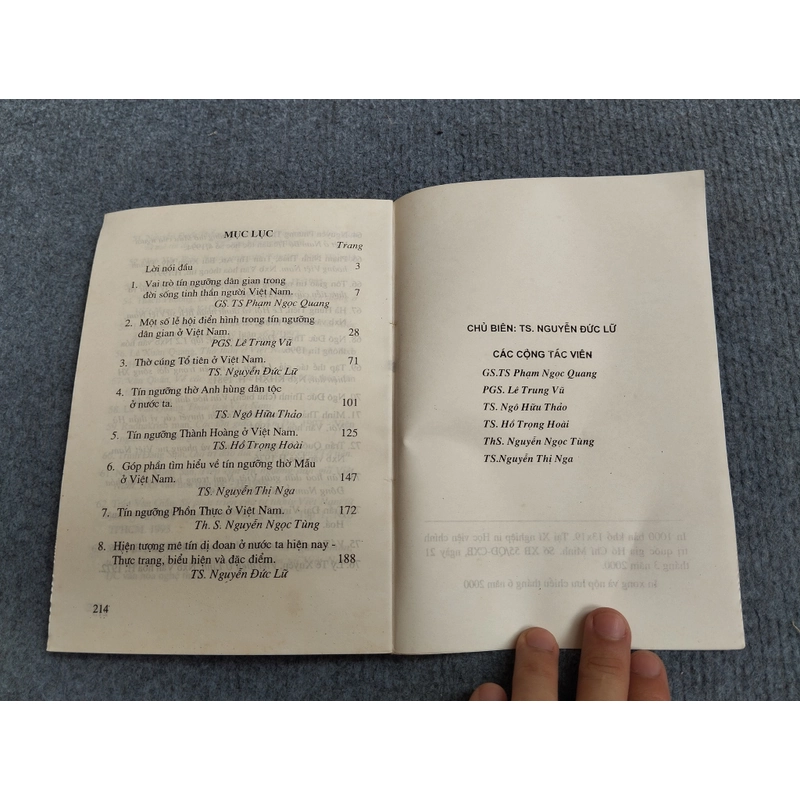 MỤC LỤC
Trang
Lời nói đầu 3
1. Vai trò tín ngưỡng dân gian trong
đời sống tinh thần người Việt Nam. 7
GS. TS Phạm Ngọc Quang
2. Một số lễ hội điển hình trong tín ngưỡng
dân gian ở Việt Nam. 28
PGS. Lê Trung Vũ
3. Thờ cúng Tổ tiên ở Việt Nam. 71
TS. Nguyễn Đức Lữ
4. Tín ngưỡng thờ Anh hùng dân tộc
ở nước ta. 101
TS. Ngô Hữu Thảo
5. Tín ngưỡng Thành Hoàng ở Việt Nam. 125
TS. Hồ Trọng Hoài
6. Góp phần tìm hiểu về tín ngưỡng thờ Mẫu
ở Việt Nam. 147
TS. Nguyễn Thị Nga
7. Tín ngưỡng Phồn Thực ở Việt Nam. 172
Th. S. Nguyễn Ngọc Tùng
8. Hiện tượng mê tín dị đoan ở nước ta hiện nay -
Thực trạng, biểu hiện và đặc điểm. 188
TS. Nguyễn Đức Lữ
214
CHỦ BIÊN: TS. NGUYỄN ĐỨC LỮ
CÁC CỘNG TÁC VIÊN
GS.TS Phạm Ngọc Quang
PGS. Lê Trung Vũ
TS. Ngô Hữu Thảo
TS. Hồ Trọng Hoài
ThS. Nguyễn Ngọc Tùng
TS.Nguyễn Thị Nga